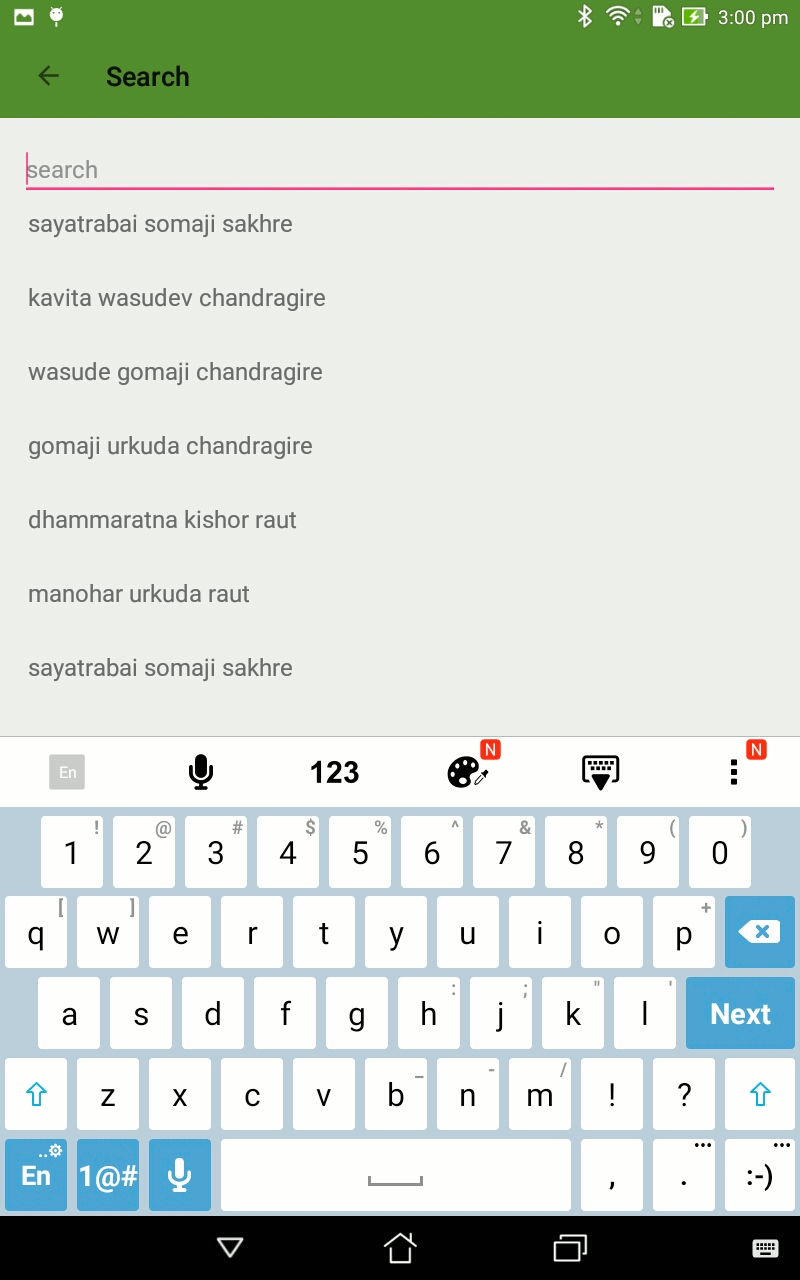 3:00 pm
Search
search
sayatrabai somaji sakhre
kavita wasudev chandragire
wasude gomaji chandragire
gomaji urkuda chandragire
dhammaratna kishor raut
manohar urkuda raut
sayatrabai somaji sakhre
En 123 N N
! @ # $ % ^ & * ( )
1 2 3 4 5 6 7 8 9 0
[ ] +
q w e r t y u i o p
: ; " '
a s d f g h j k l Next
_ - /
z x c v b n m ! ?
En 1@# , . :-)